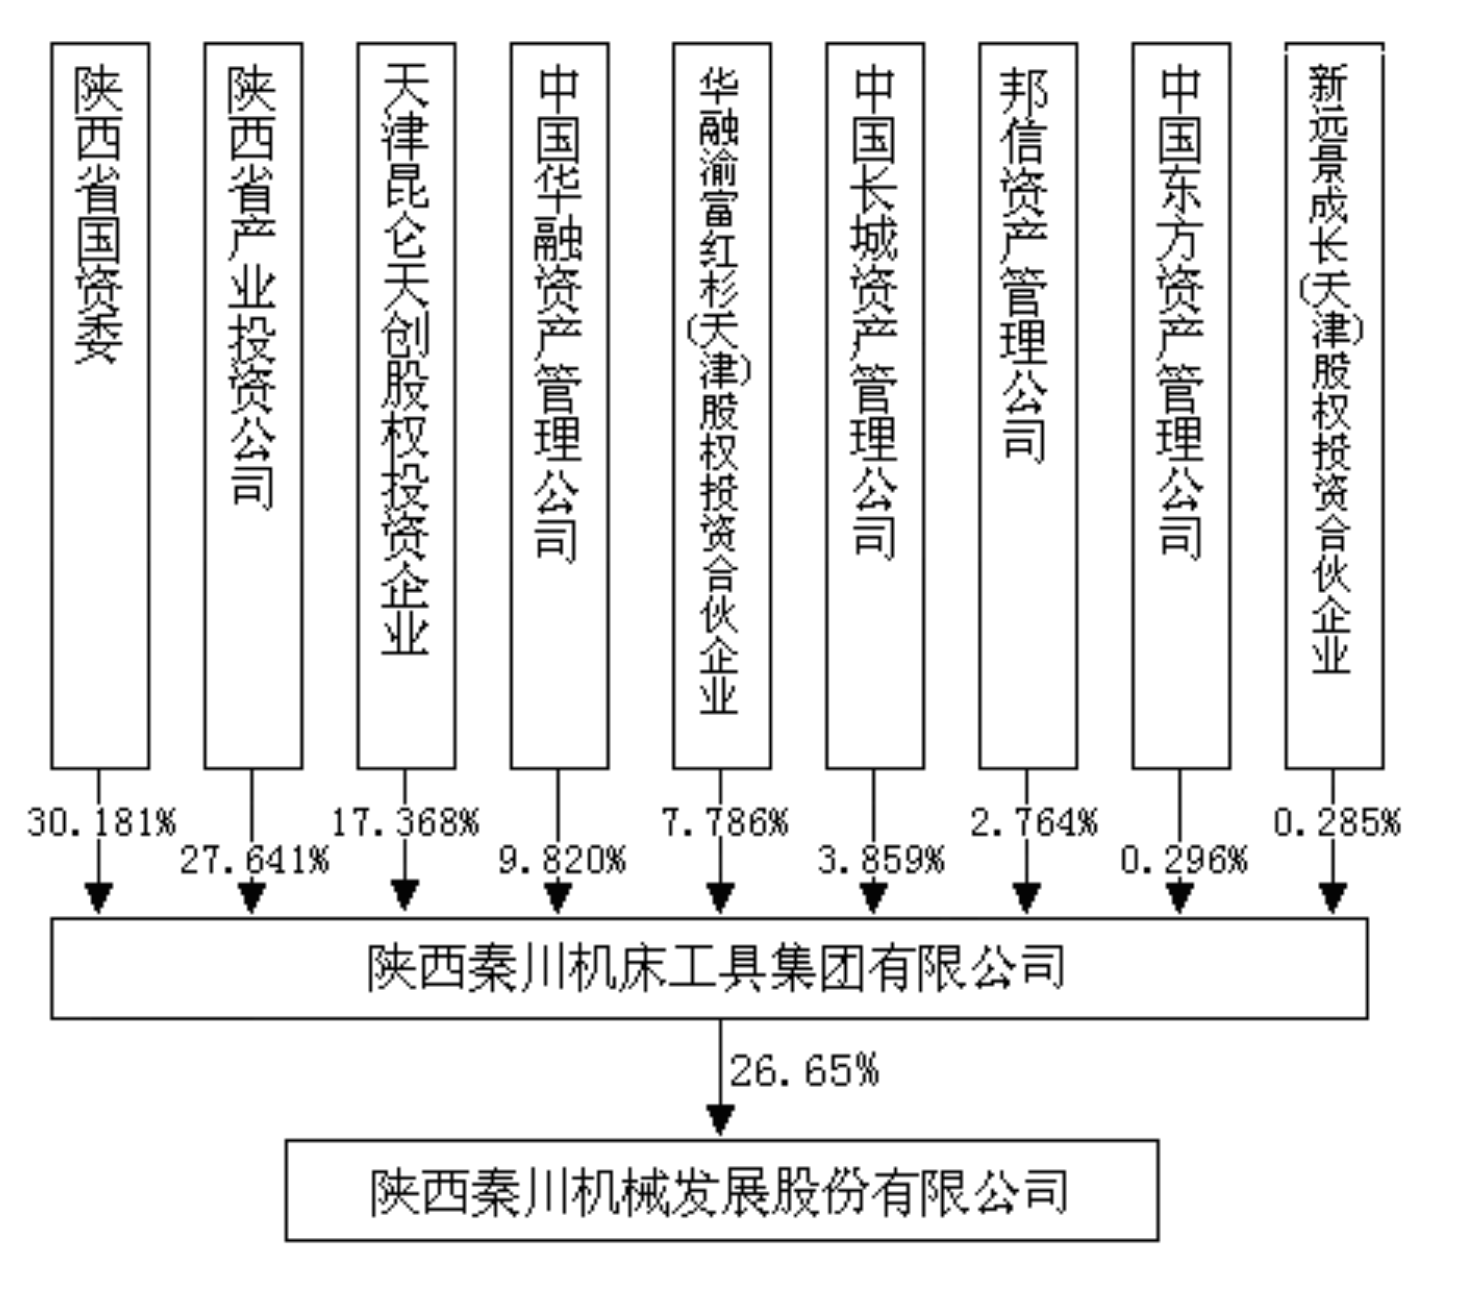 陕西省国资委
陕西省产业投资公司
天津昆仑天创股权投资企业
中国华融资产管理公司
华融渝富红杉(天津)股权投资合伙企业
中国长城资产管理公司
邦信资产管理公司
中国东方资产管理公司
新远景成长(天津)股权投资合伙企业
30.181%
27.641%
17.368%
9.820%
7.786%
3.859%
2.764%
0.296%
0.285%
陕西秦川机床工具集团有限公司
26.65%
陕西秦川机械发展股份有限公司